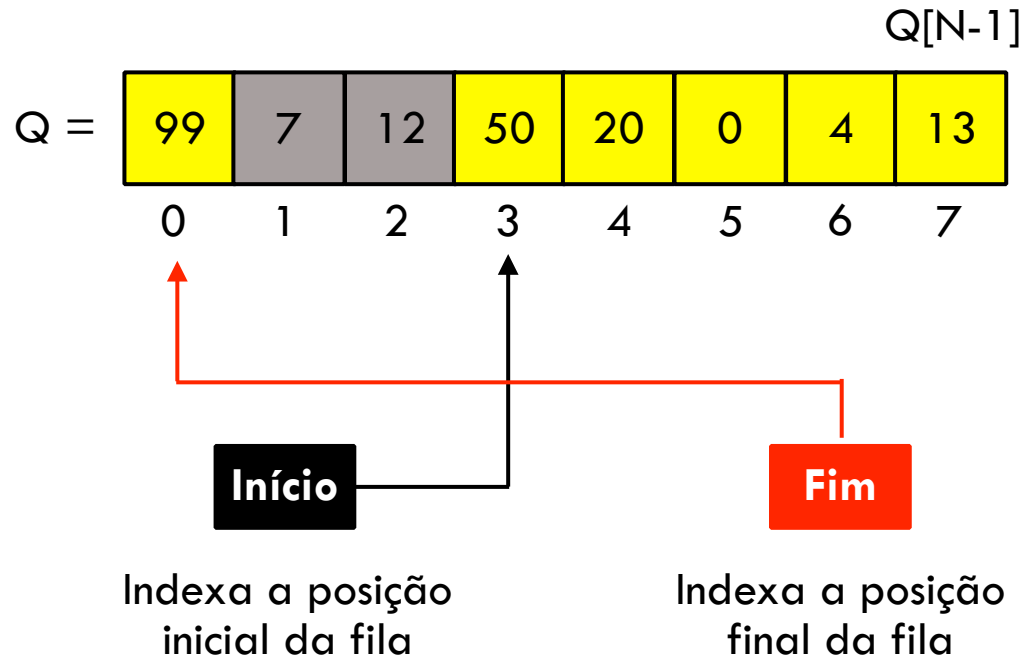 Q[N-1]
Q = 99 7 12 50 20 0 4 13
0 1 2 3 4 5 6 7
Início Fim
Indexa a posição
inicial da fila
Indexa a posição
final da fila